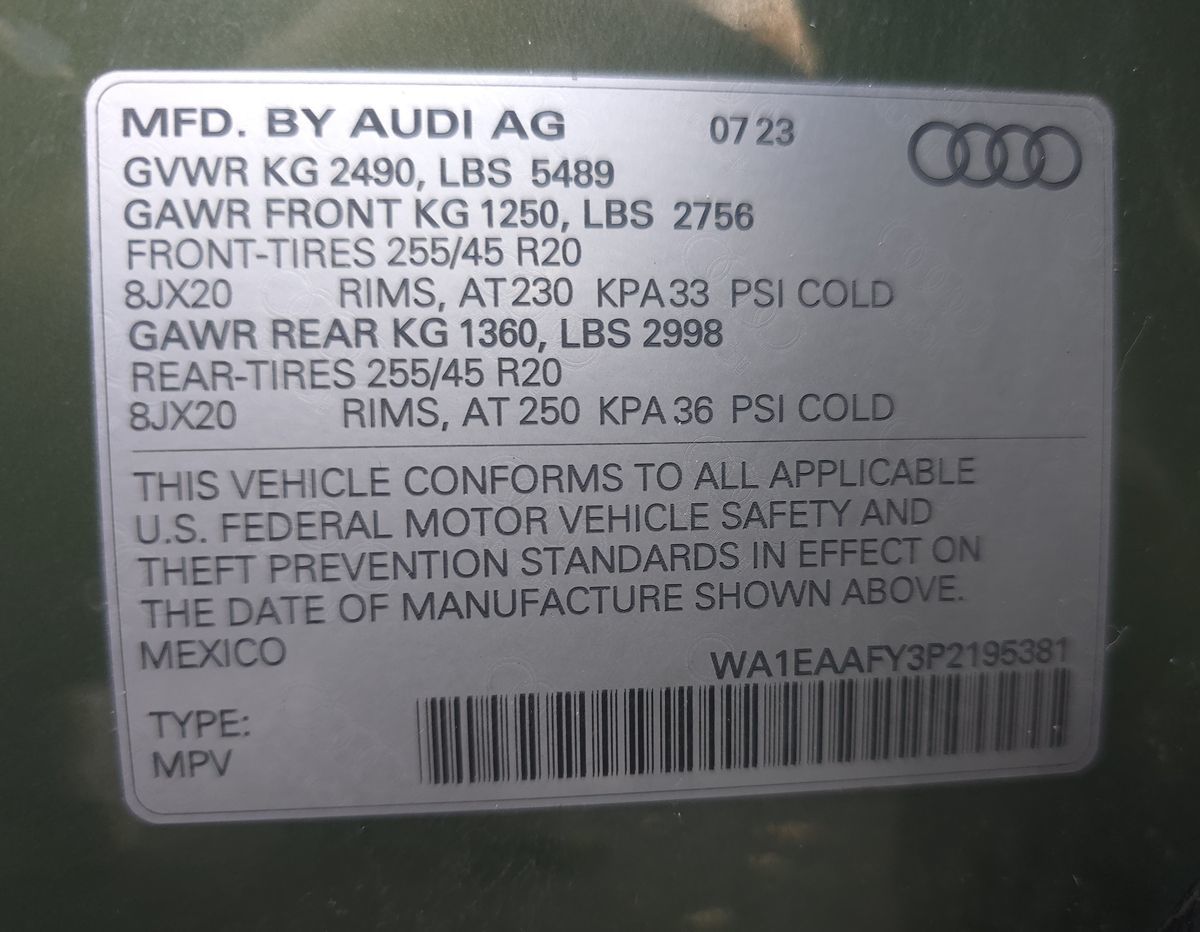 MFD. BY AUDI AG 07 23
GVWR KG 2490, LBS 5489
GAWR FRONT KG 1250, LBS 2756
FRONT-TIRES 255/45 R20
8JX20 RIMS, AT 230 KPA 33 PSI COLD
GAWR REAR KG 1360, LBS 2998
REAR-TIRES 255/45 R20
8JX20 RIMS, AT 250 KPA 36 PSI COLD
THIS VEHICLE CONFORMS TO ALL APPLICABLE
U.S. FEDERAL MOTOR VEHICLE SAFETY AND
THEFT PREVENTION STANDARDS IN EFFECT ON
THE DATE OF MANUFACTURE SHOWN ABOVE.
MEXICO
WA1EAAFY3P2195381
TYPE:
MPV